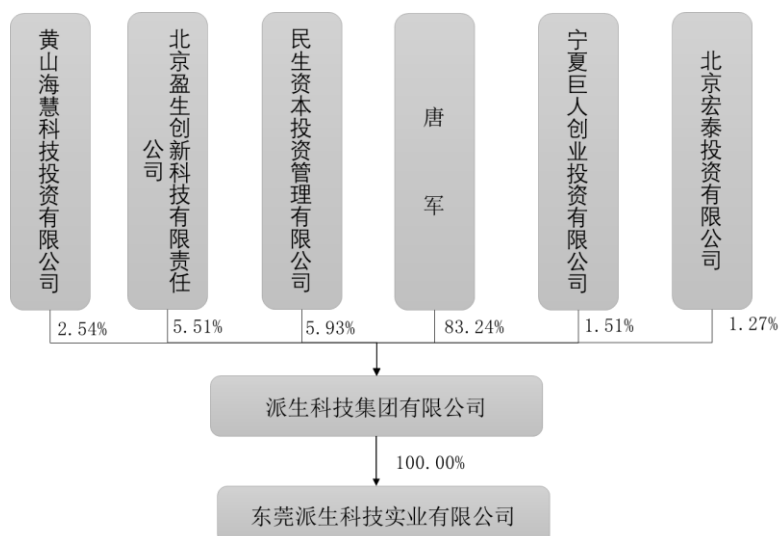 黄山海慧科技投资有限公司
北京盈生创新科技有限责任
公司
民生资本投资管理有限公司
唐军
宁夏巨人创业投资有限公司
北京宏泰投资有限公司
2.54%
5.51%
5.93%
83.24%
1.51%
1.27%
派生科技集团有限公司
100.00%
东莞派生科技实业有限公司